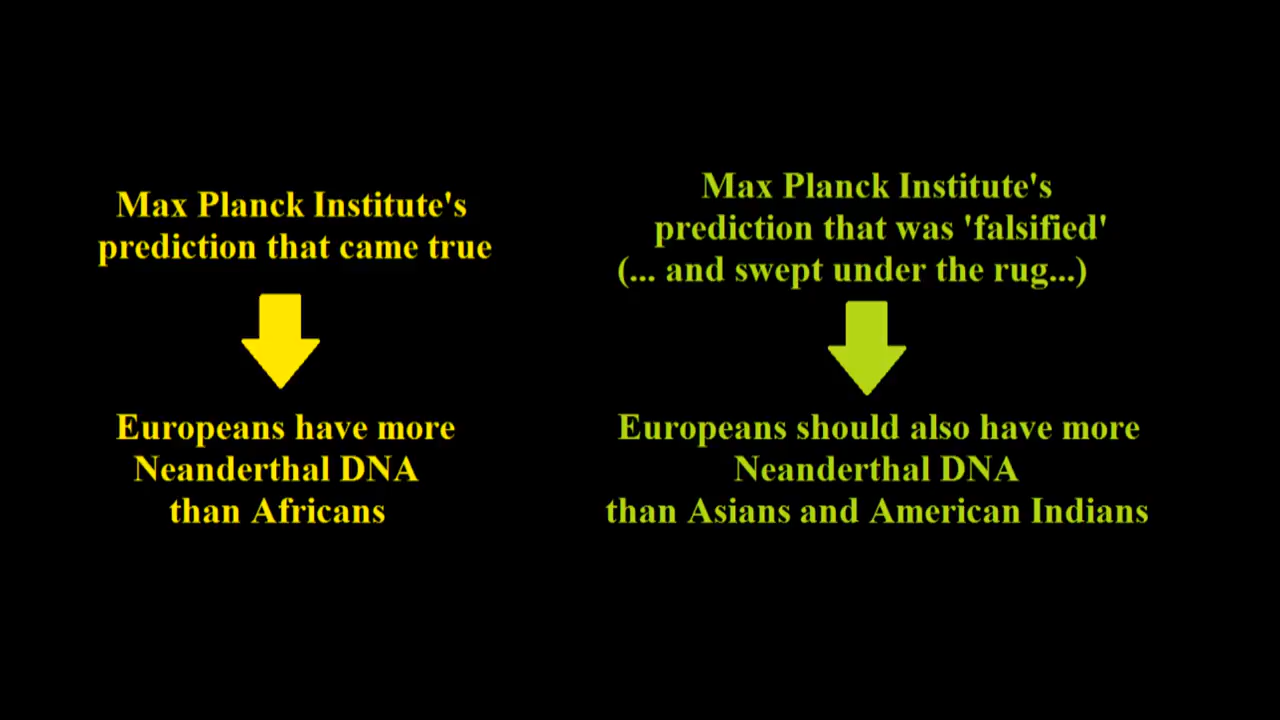 Max Planck Institute's
prediction that came true
Europeans have more
Neanderthal DNA
than Africans
Max Planck Institute's
prediction that was 'falsified'
(... and swept under the rug...)
Europeans should also have more
Neanderthal DNA
than Asians and American Indians